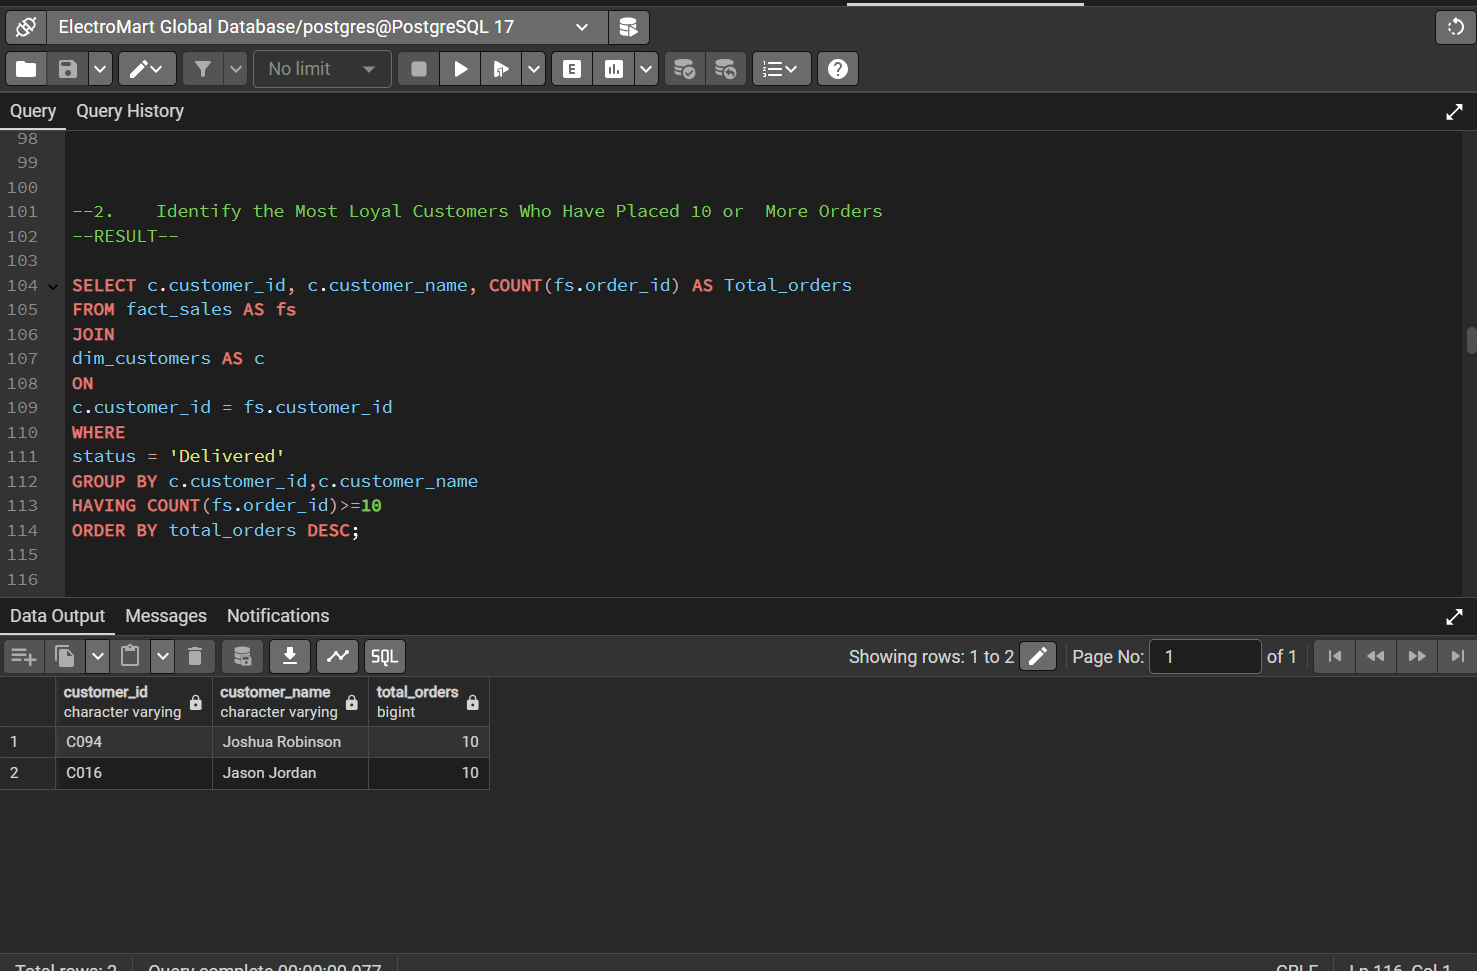 ElectroMart Global Database/postgres@PostgreSQL 17
No limit
Query Query History
98
99
100
101 --2.    Identify the Most Loyal Customers Who Have Placed 10 or  More Orders
102 --RESULT--
103
104 SELECT c.customer_id, c.customer_name, COUNT(fs.order_id) AS Total_orders
105 FROM fact_sales AS fs
106 JOIN
107 dim_customers AS c
108 ON
109 c.customer_id = fs.customer_id
110 WHERE
111 status = 'Delivered'
112 GROUP BY c.customer_id,c.customer_name
113 HAVING COUNT(fs.order_id)>=10
114 ORDER BY total_orders DESC;
115
116
Data Output Messages Notifications
SQL Showing rows: 1 to 2 Page No: 1 of 1
customer_id customer_name total_orders
character varying character varying bigint
1 C094 Joshua Robinson 10
2 C016 Jason Jordan 10
Total rows: 2 Query complete 00:00:00.077 CRLF Ln 116, Col 1